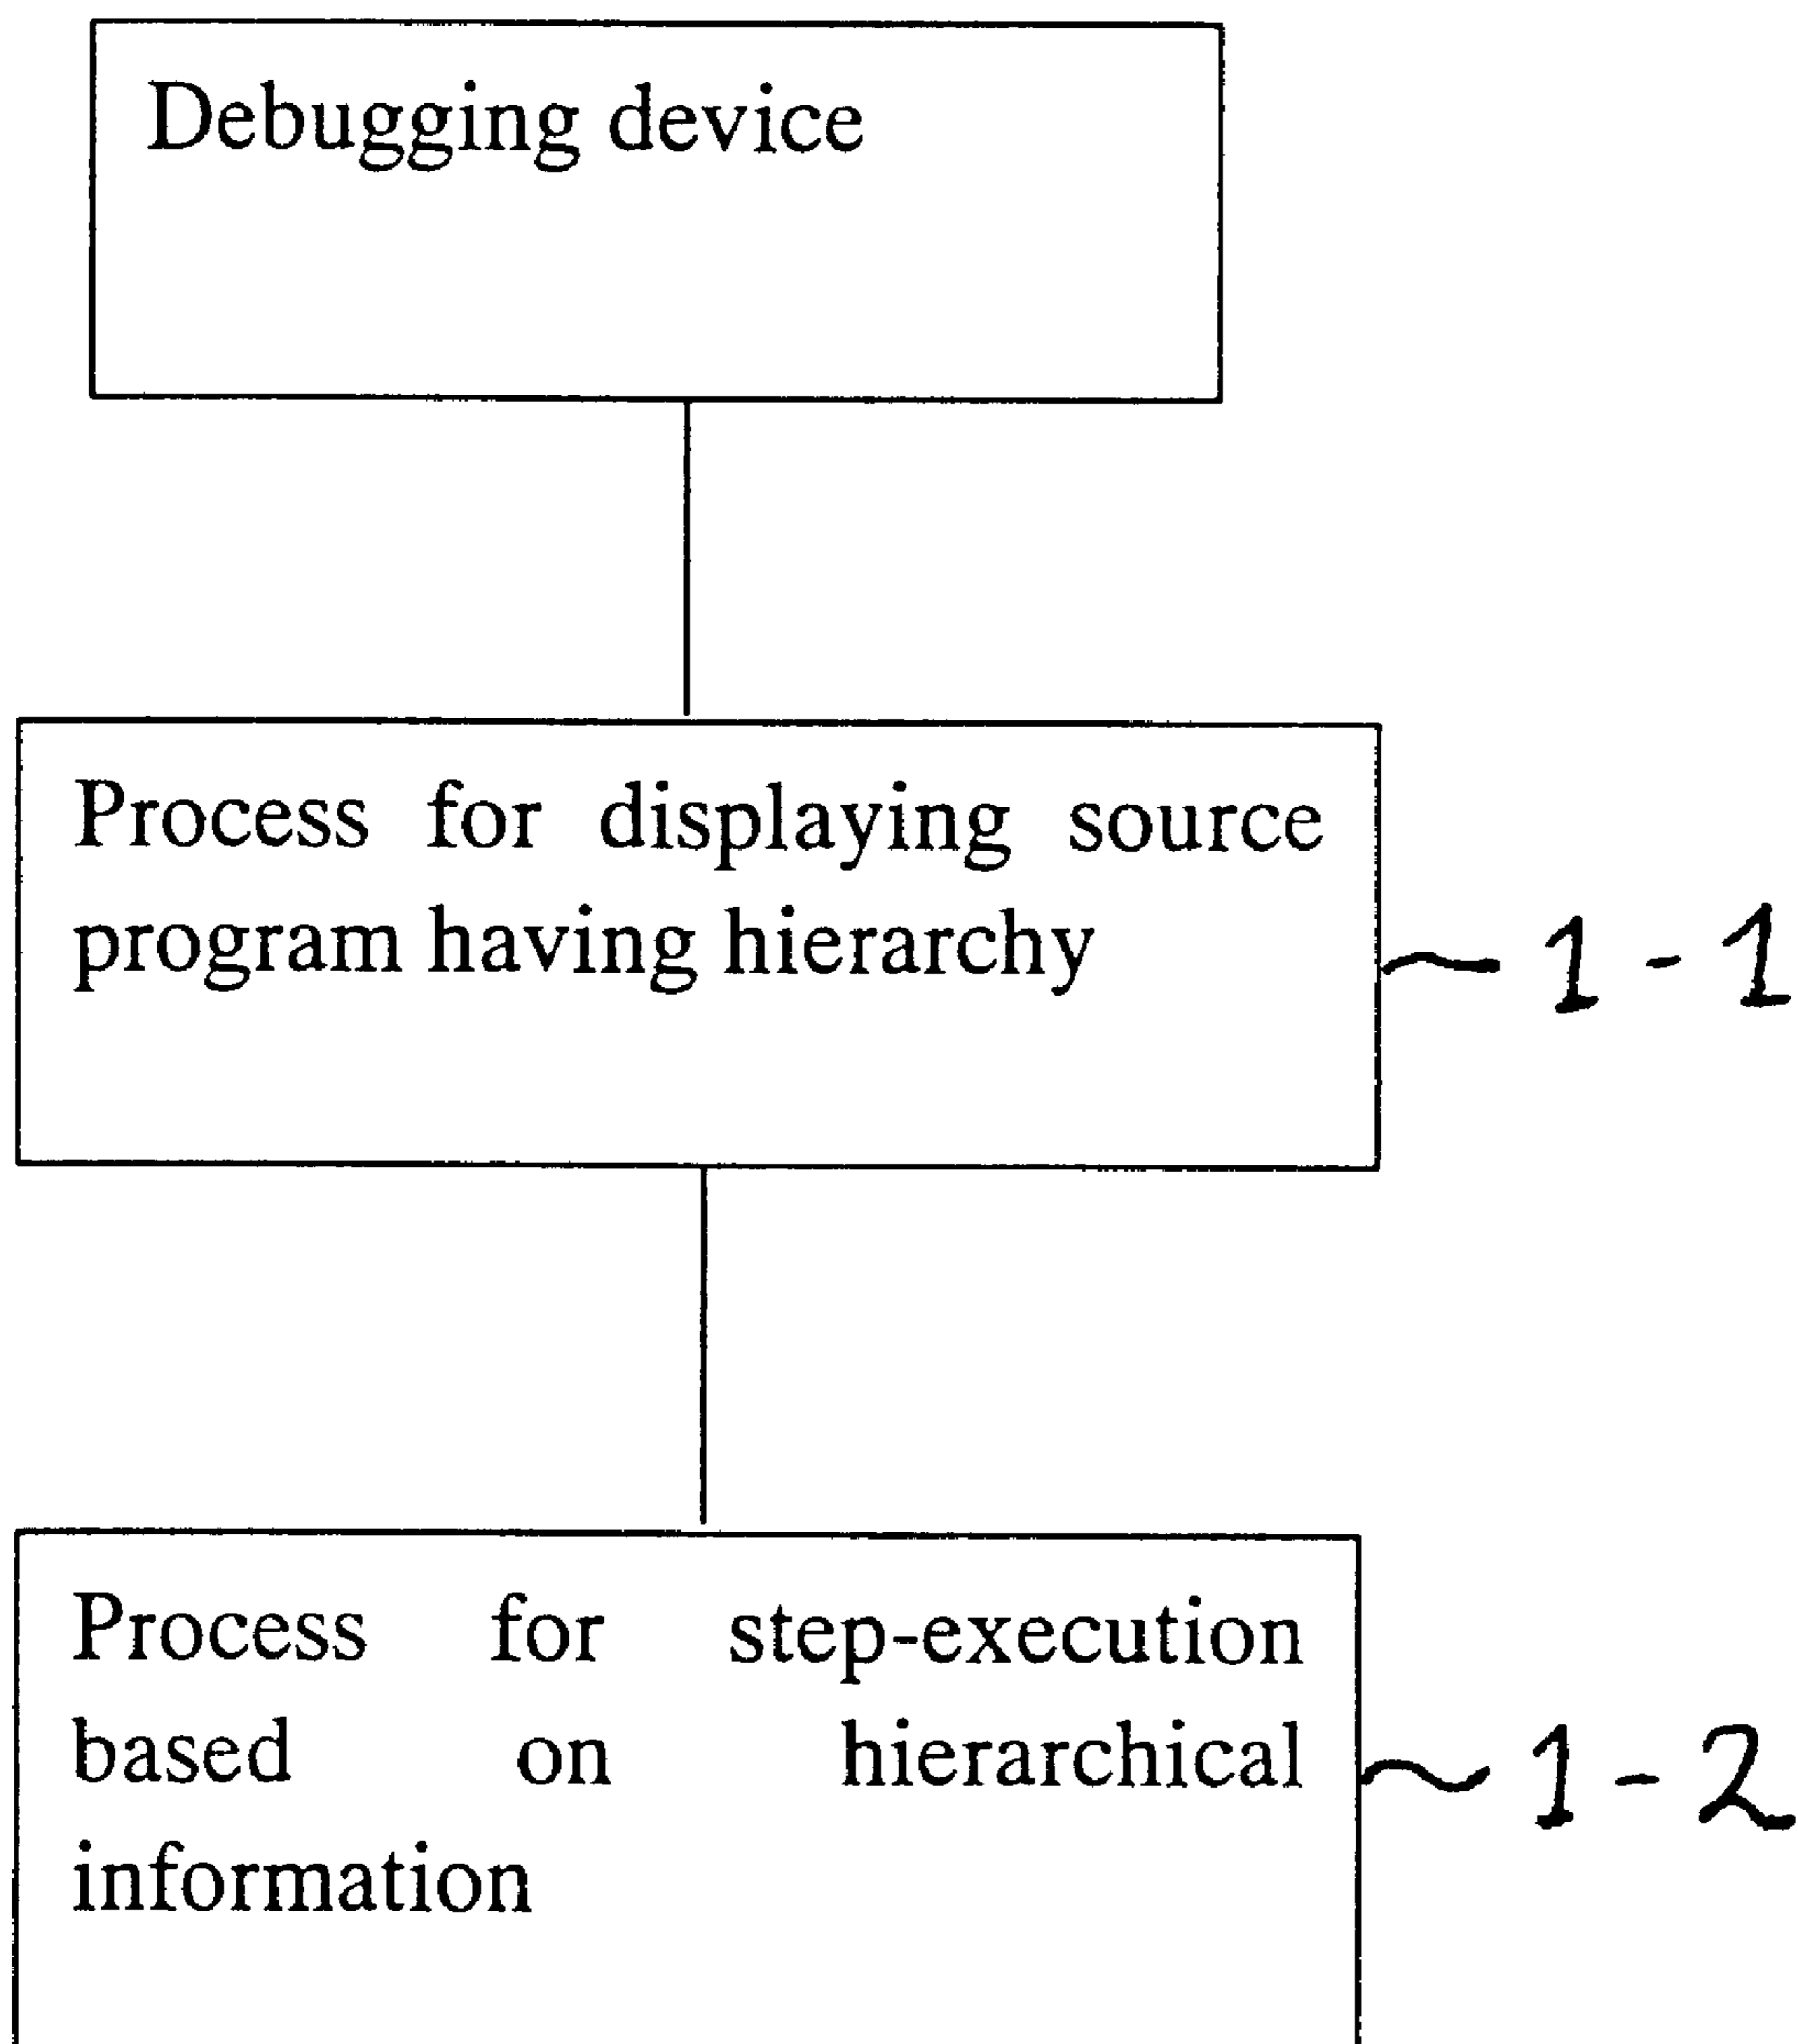 Debugging device
Process for displaying source
program having hierarchy
1-1
Process for step-execution
based on hierarchical
information
1-2